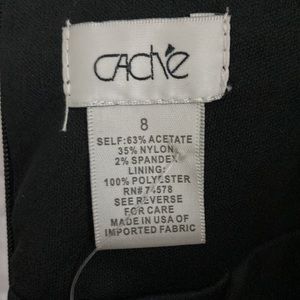 CAChé
8
SELF:63% ACETATE
35% NYLON
2% SPANDEX
LINING:
100% POLYESTER
RN# 74578
SEE REVERSE
FOR CARE
MADE IN USA OF
IMPORTED FABRIC